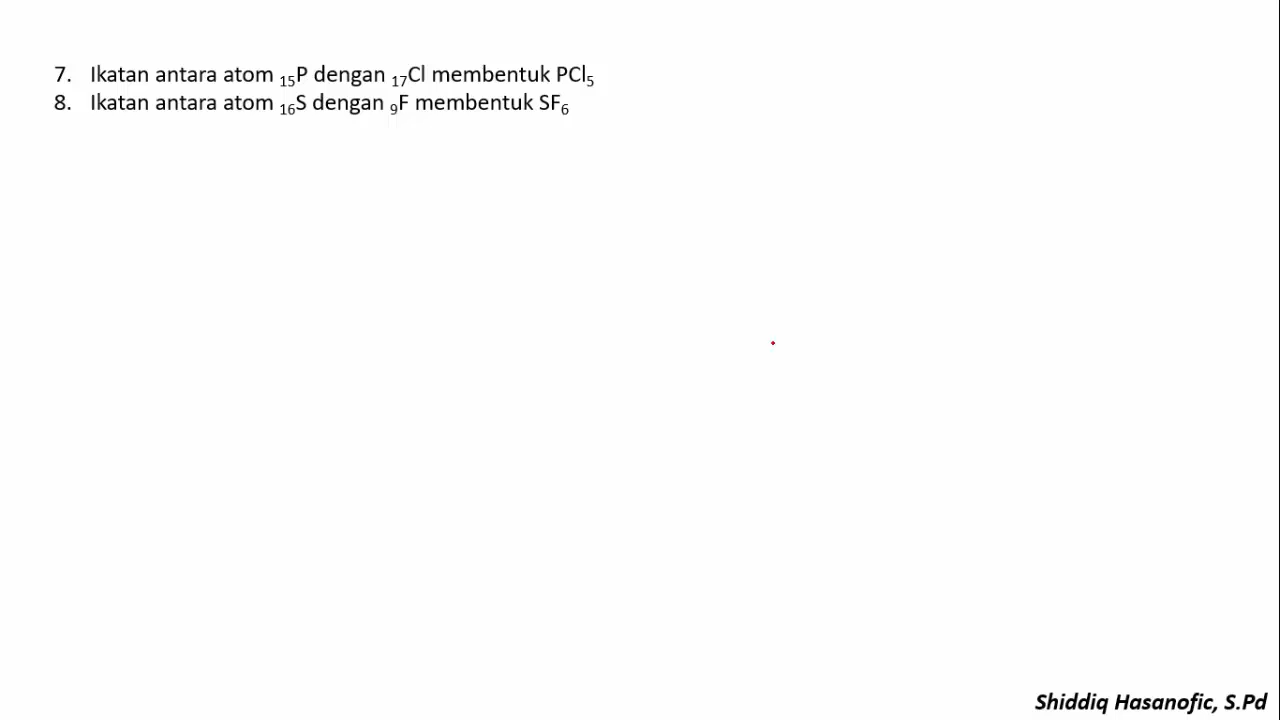 7. Ikatan antara atom ₁₅P dengan ₁₇Cl membentuk PCl₅
8. Ikatan antara atom ₁₆S dengan ₉F membentuk SF₆
Shiddiq Hasanofic, S.Pd